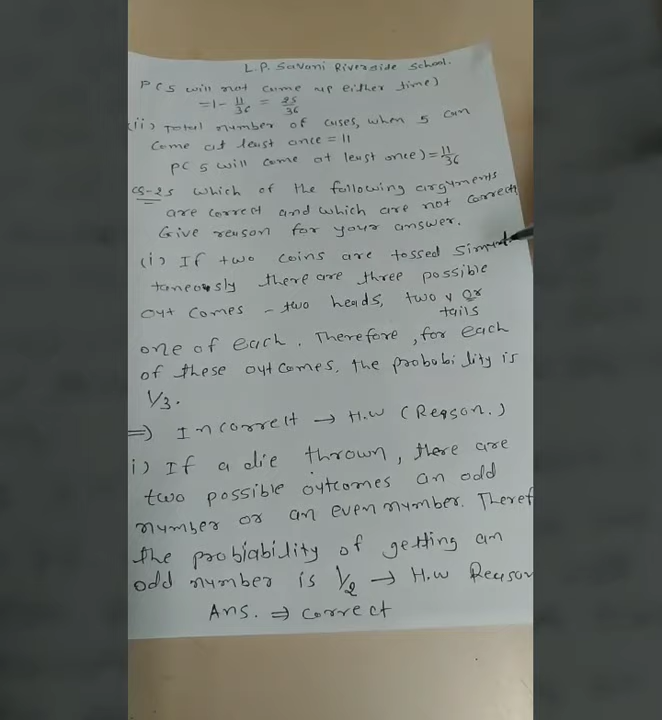 L.P. Savani Riverside School.
P(5 will not come up either time)
=1- 11/36 = 25/36
(ii) Total number of cases, when 5 can
come at least once = 11
P(5 will come at least once) = 11/36
Q-25 which of the following argyments
are correct and which are not correct
Give reason for your answer.
(i) If two coins are tossed simul
taneously there are three possible
out comes - two heads, two tails or
one of each. Therefore, for each
of these outcomes, the probability is
1/3.
⇒ Incorrect → H.W (Reason.)
i) If a die thrown, there are
two possible outcomes an odd
number or an even number. Theref
the probiability of getting an
odd number is 1/2 → H.W Reason
Ans. ⇒ correct